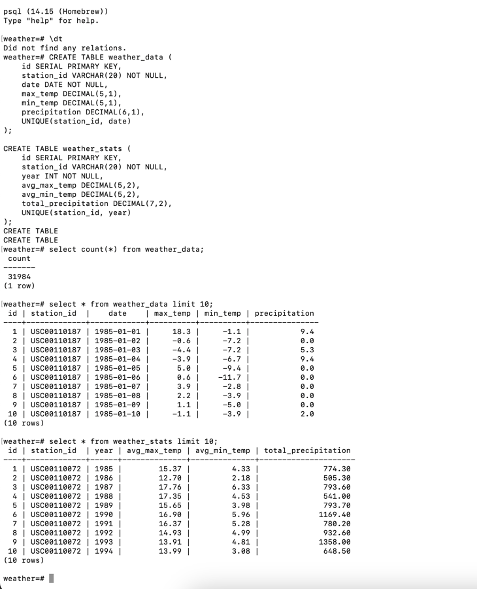 psql (14.15 (Homebrew))
Type "help" for help.
weather=# \dt
Did not find any relations.
weather=# CREATE TABLE weather_data (
    id SERIAL PRIMARY KEY,
    station_id VARCHAR(20) NOT NULL,
    date DATE NOT NULL,
    max_temp DECIMAL(5,1),
    min_temp DECIMAL(5,1),
    precipitation DECIMAL(6,1),
    UNIQUE(station_id, date)
);
CREATE TABLE weather_stats (
    id SERIAL PRIMARY KEY,
    station_id VARCHAR(20) NOT NULL,
    year INT NOT NULL,
    avg_max_temp DECIMAL(5,2),
    avg_min_temp DECIMAL(5,2),
    total_precipitation DECIMAL(7,2),
    UNIQUE(station_id, year)
);
CREATE TABLE
CREATE TABLE
weather=# select count(*) from weather_data;
 count
-------
 31984
(1 row)
weather=# select * from weather_data limit 10;
 id | station_id  |    date    | max_temp | min_temp | precipitation
----+-------------+------------+----------+----------+---------------
  1 | USC00110187 | 1985-01-01 |     18.3 |     -1.1 |           9.4
  2 | USC00110187 | 1985-01-02 |     -0.6 |     -7.2 |           0.0
  3 | USC00110187 | 1985-01-03 |     -4.4 |     -7.2 |           5.3
  4 | USC00110187 | 1985-01-04 |     -3.9 |     -6.7 |           9.4
  5 | USC00110187 | 1985-01-05 |      5.0 |     -9.4 |           0.0
  6 | USC00110187 | 1985-01-06 |      0.6 |    -11.7 |           0.0
  7 | USC00110187 | 1985-01-07 |      3.9 |     -2.8 |           0.0
  8 | USC00110187 | 1985-01-08 |      2.2 |     -3.9 |           0.0
  9 | USC00110187 | 1985-01-09 |      1.1 |     -5.0 |           0.0
 10 | USC00110187 | 1985-01-10 |     -1.1 |     -3.9 |           2.0
(10 rows)
weather=# select * from weather_stats limit 10;
 id | station_id  | year | avg_max_temp | avg_min_temp | total_precipitation
----+-------------+------+--------------+--------------+---------------------
  1 | USC00110072 | 1985 |        15.37 |         4.33 |              774.30
  2 | USC00110072 | 1986 |        12.70 |         2.18 |              505.30
  3 | USC00110072 | 1987 |        17.76 |         6.33 |              793.60
  4 | USC00110072 | 1988 |        17.35 |         4.53 |              541.00
  5 | USC00110072 | 1989 |        15.65 |         3.98 |              793.70
  6 | USC00110072 | 1990 |        16.90 |         5.96 |             1169.40
  7 | USC00110072 | 1991 |        16.37 |         5.28 |              780.20
  8 | USC00110072 | 1992 |        14.93 |         4.99 |              932.60
  9 | USC00110072 | 1993 |        13.91 |         4.81 |             1358.00
 10 | USC00110072 | 1994 |        13.99 |         3.08 |              648.50
(10 rows)
weather=#